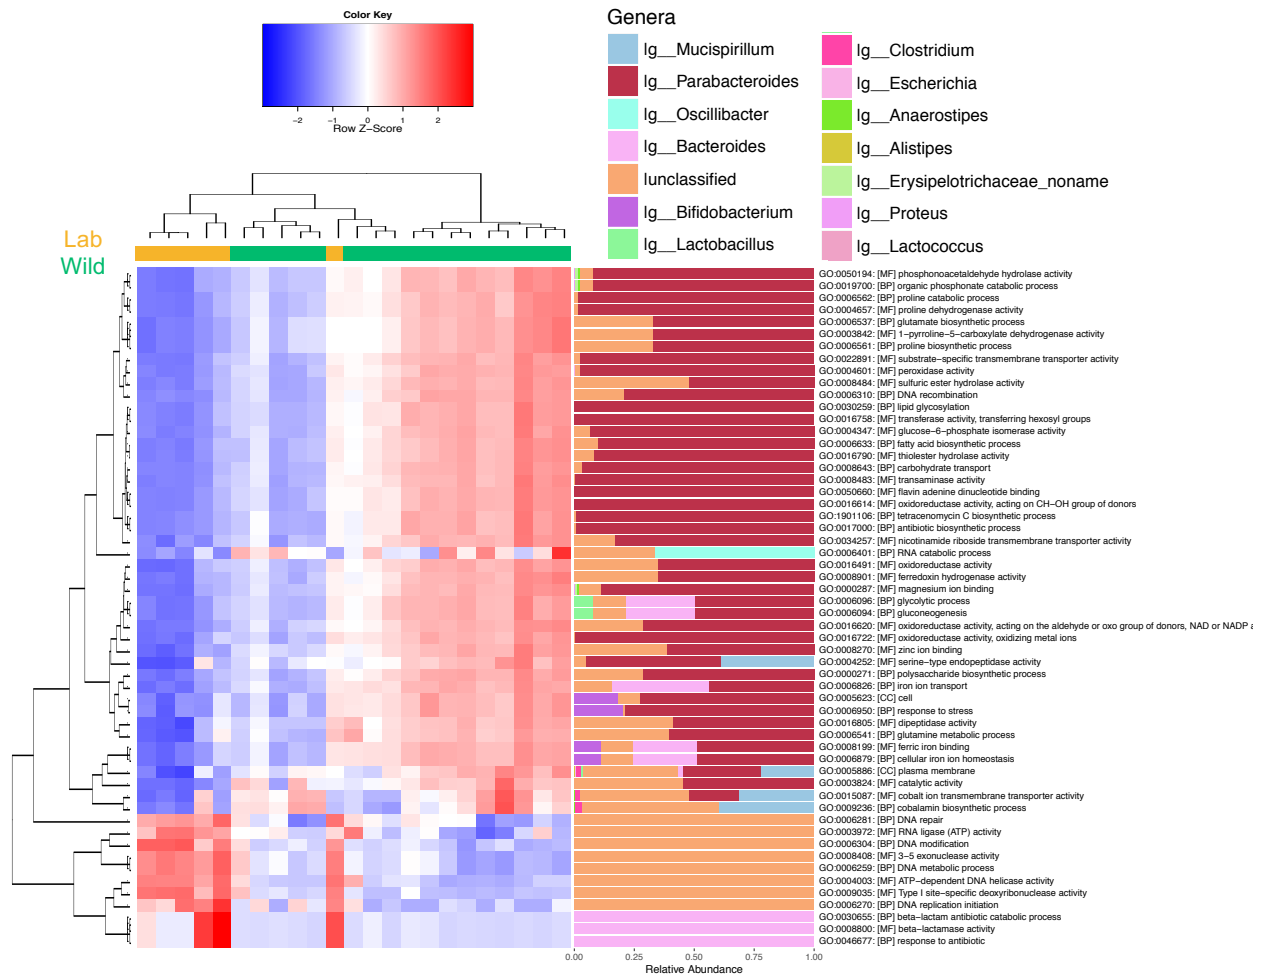 Color Key
−2 −1 0 1 2
Row Z−Score
Genera
lg__Mucispirillum
lg__Parabacteroides
lg__Oscillibacter
lg__Bacteroides
lunclassified
lg__Bifidobacterium
lg__Lactobacillus
lg__Clostridium
lg__Escherichia
lg__Anaerostipes
lg__Alistipes
lg__Erysipelotrichaceae_noname
lg__Proteus
lg__Lactococcus
Lab
Wild
GO:0050194: [MF] phosphonoacetaldehyde hydrolase activity
GO:0019700: [BP] organic phosphonate catabolic process
GO:0006562: [BP] proline catabolic process
GO:0004657: [MF] proline dehydrogenase activity
GO:0006537: [BP] glutamate biosynthetic process
GO:0003842: [MF] 1−pyrroline−5−carboxylate dehydrogenase activity
GO:0006561: [BP] proline biosynthetic process
GO:0022891: [MF] substrate−specific transmembrane transporter activity
GO:0004601: [MF] peroxidase activity
GO:0008484: [MF] sulfuric ester hydrolase activity
GO:0006310: [BP] DNA recombination
GO:0030259: [BP] lipid glycosylation
GO:0016758: [MF] transferase activity, transferring hexosyl groups
GO:0004347: [MF] glucose−6−phosphate isomerase activity
GO:0006633: [BP] fatty acid biosynthetic process
GO:0016790: [MF] thiolester hydrolase activity
GO:0008643: [BP] carbohydrate transport
GO:0008483: [MF] transaminase activity
GO:0050660: [MF] flavin adenine dinucleotide binding
GO:0016614: [MF] oxidoreductase activity, acting on CH−OH group of donors
GO:1901106: [BP] tetracenomycin C biosynthetic process
GO:0017000: [BP] antibiotic biosynthetic process
GO:0034257: [MF] nicotinamide riboside transmembrane transporter activity
GO:0006401: [BP] RNA catabolic process
GO:0016491: [MF] oxidoreductase activity
GO:0008901: [MF] ferredoxin hydrogenase activity
GO:0000287: [MF] magnesium ion binding
GO:0006096: [BP] glycolytic process
GO:0006094: [BP] gluconeogenesis
GO:0016620: [MF] oxidoreductase activity, acting on the aldehyde or oxo group of donors, NAD or NADP a
GO:0016722: [MF] oxidoreductase activity, oxidizing metal ions
GO:0008270: [MF] zinc ion binding
GO:0004252: [MF] serine−type endopeptidase activity
GO:0000271: [BP] polysaccharide biosynthetic process
GO:0006826: [BP] iron ion transport
GO:0005623: [CC] cell
GO:0006950: [BP] response to stress
GO:0016805: [MF] dipeptidase activity
GO:0006541: [BP] glutamine metabolic process
GO:0008199: [MF] ferric iron binding
GO:0006879: [BP] cellular iron ion homeostasis
GO:0005886: [CC] plasma membrane
GO:0003824: [MF] catalytic activity
GO:0015087: [MF] cobalt ion transmembrane transporter activity
GO:0009236: [BP] cobalamin biosynthetic process
GO:0006281: [BP] DNA repair
GO:0003972: [MF] RNA ligase (ATP) activity
GO:0006304: [BP] DNA modification
GO:0008408: [MF] 3−5 exonuclease activity
GO:0006259: [BP] DNA metabolic process
GO:0004003: [MF] ATP−dependent DNA helicase activity
GO:0009035: [MF] Type I site−specific deoxyribonuclease activity
GO:0006270: [BP] DNA replication initiation
GO:0030655: [BP] beta−lactam antibiotic catabolic process
GO:0008800: [MF] beta−lactamase activity
GO:0046677: [BP] response to antibiotic
0.00 0.25 0.50 0.75 1.00
Relative Abundance